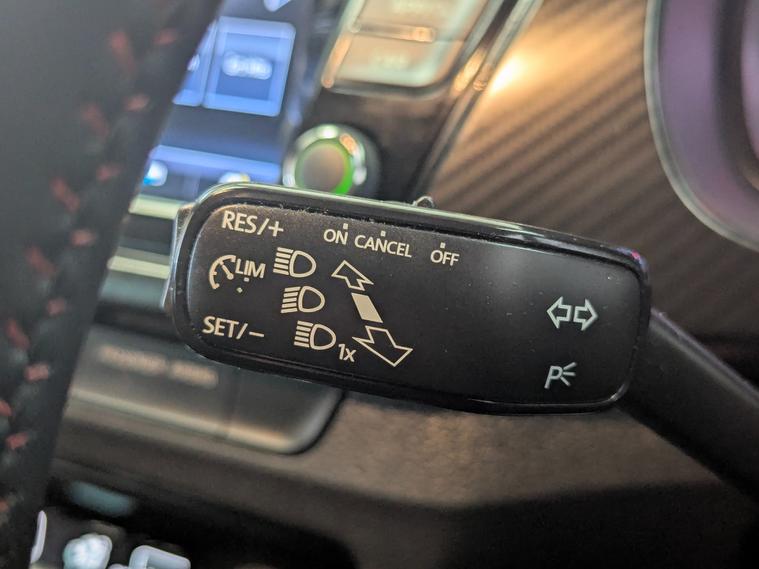 RES/+
ON CANCEL OFF
LIM
SET/–
1x
P